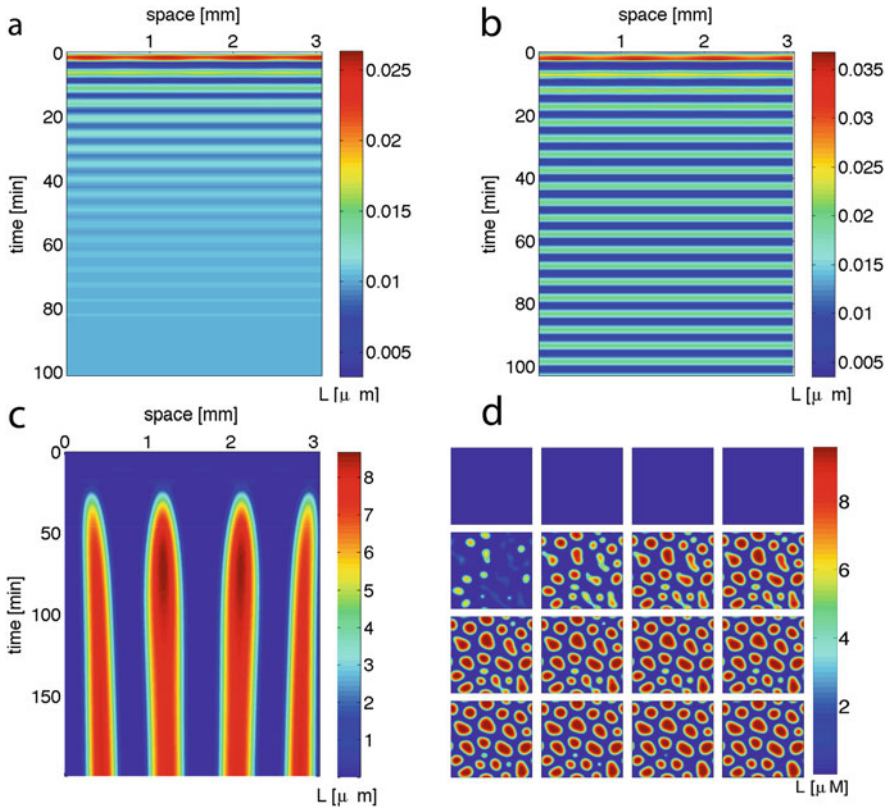 a
space [mm]
1 2 3
0
20
40
60
80
100
time [min]
0.025
0.02
0.015
0.01
0.005
L [μ m]
b
space [mm]
1 2 3
0
20
40
60
80
100
time [min]
0.035
0.03
0.025
0.02
0.015
0.01
0.005
L [μ m]
c
space [mm]
0 1 2 3
0
50
100
150
time [min]
8
7
6
5
4
3
2
1
L [μ m]
d
8
6
4
2
L [μ M]